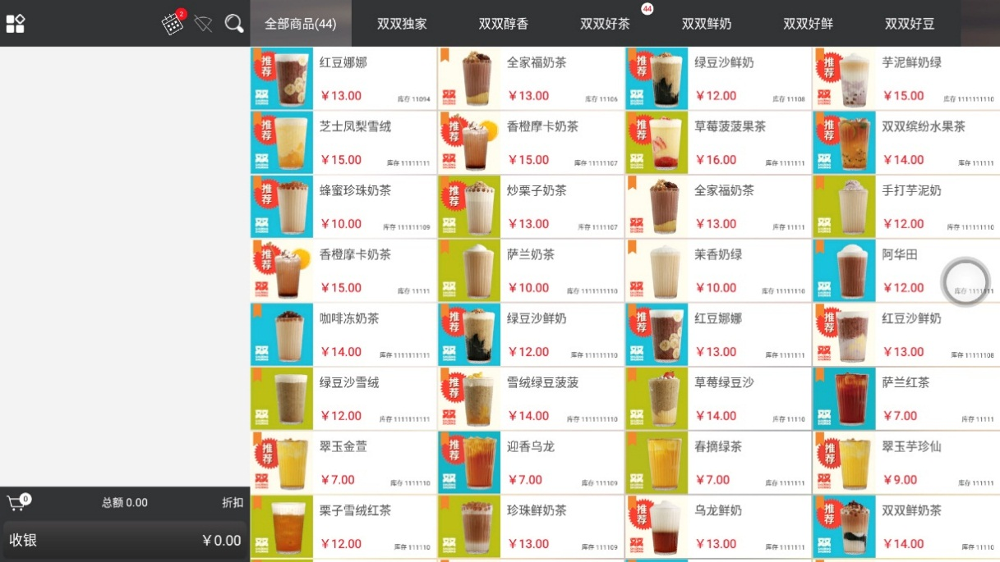 2
全部商品(44)
双双独家
双双醇香
双双好茶
44
双双鲜奶
双双好鲜
双双好豆
推荐
红豆娜娜
￥13.00
库存 11094
全家福奶茶
￥13.00
库存 11106
推荐
绿豆沙鲜奶
￥12.00
库存 11108
推荐
芋泥鲜奶绿
￥15.00
库存 1111111110
推荐
芝士凤梨雪绒
￥15.00
库存 11111111
推荐
香橙摩卡奶茶
￥15.00
库存 11111107
推荐
草莓菠菠果茶
￥16.00
库存 1111111
推荐
双双缤纷水果茶
￥14.00
库存 111111
推荐
蜂蜜珍珠奶茶
￥10.00
库存 111111109
推荐
炒栗子奶茶
￥13.00
库存 1111107
全家福奶茶
￥13.00
库存 11111
手打芋泥奶
￥12.00
库存 111111110
推荐
香橙摩卡奶茶
￥15.00
库存 11111
萨兰奶茶
￥10.00
库存 1111111110
茉香奶绿
￥10.00
库存 11111110
阿华田
￥12.00
库存 1111111
咖啡冻奶茶
￥14.00
库存 1111111111
推荐
绿豆沙鲜奶
￥12.00
库存 111111110
推荐
红豆娜娜
￥13.00
库存 1111111
推荐
红豆沙鲜奶
￥13.00
库存 11111108
绿豆沙雪绒
￥12.00
库存 1111111111
推荐
雪绒绿豆菠菠
￥14.00
库存 1111111110
草莓绿豆沙
￥14.00
库存 11110
萨兰红茶
￥7.00
库存 11111
推荐
翠玉金萱
￥7.00
库存 1111110
推荐
迎香乌龙
￥7.00
库存 111109
春摘绿茶
￥7.00
库存 1111111
推荐
翠玉芋珍仙
￥9.00
库存 1111110
栗子雪绒红茶
￥12.00
库存 111110
珍珠鲜奶茶
￥13.00
库存 111109
推荐
乌龙鲜奶
￥13.00
库存 1111111
推荐
双双鲜奶茶
￥14.00
库存 11110
0
总额 0.00
折扣
收银
￥0.00